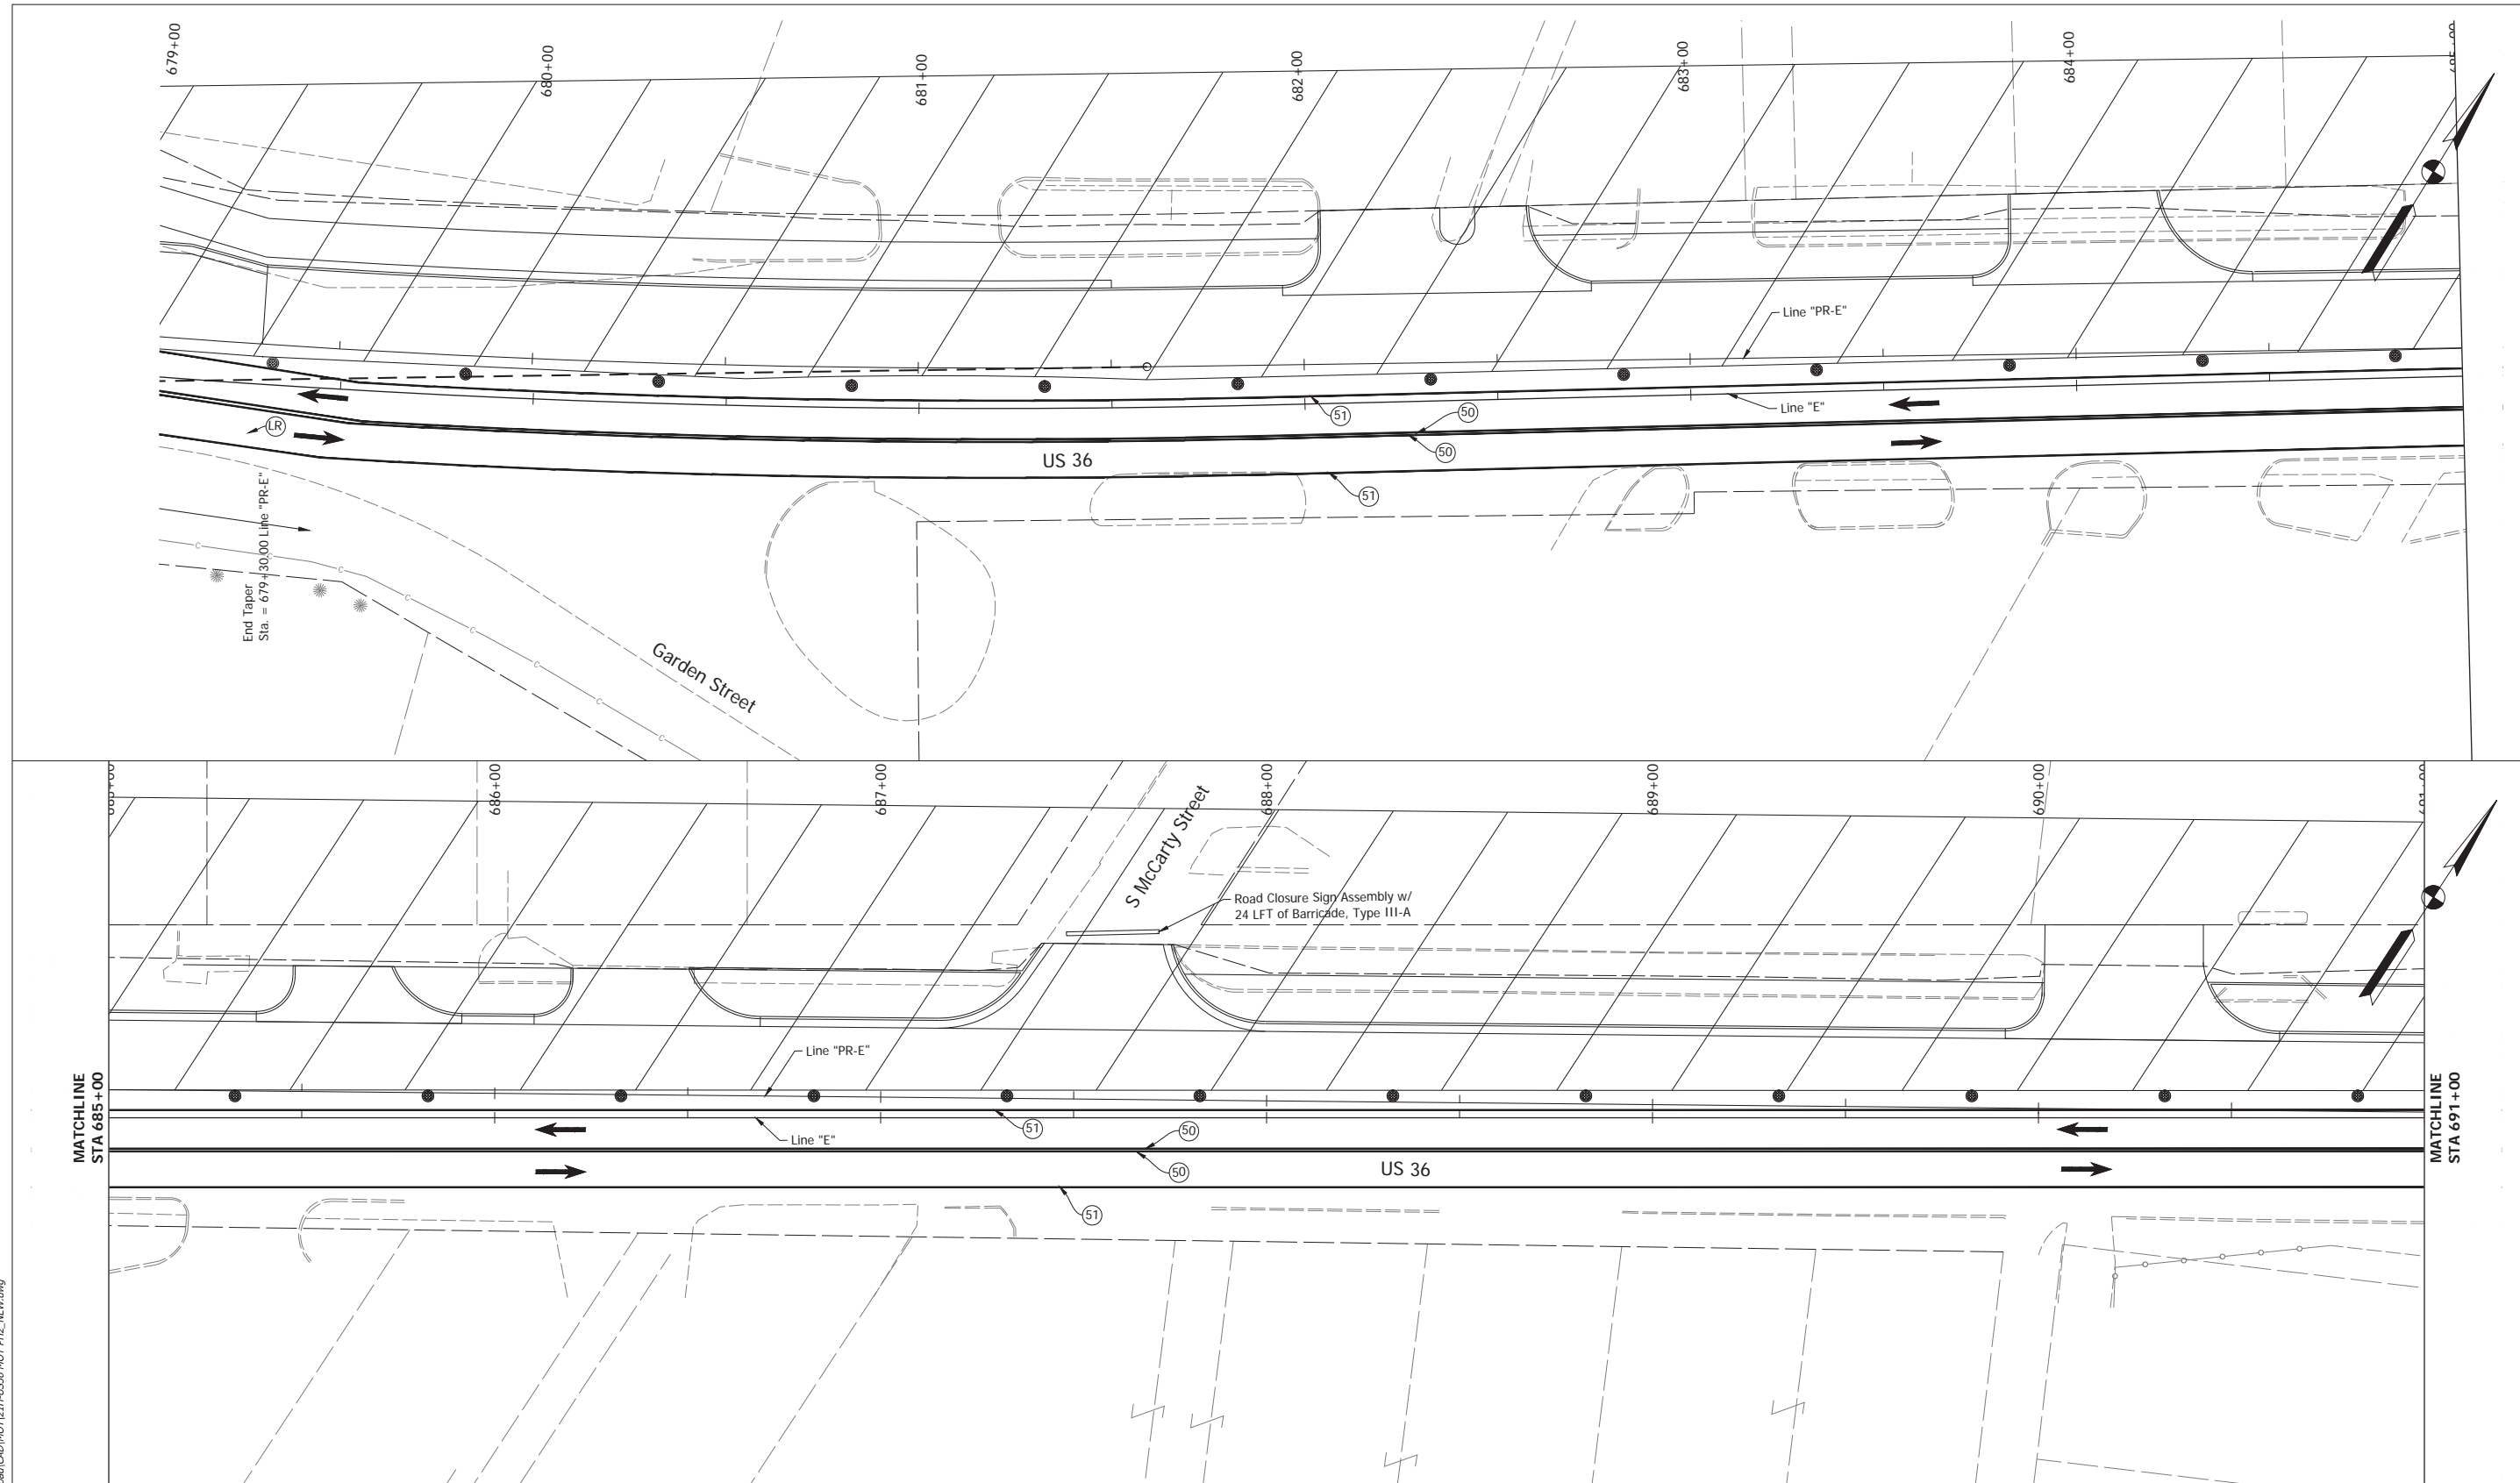 679+00
680+00
681+00
682+00
683+00
684+00
Line "PR-E"
Line "E"
51
50
50
LR
US 36
51
End Taper
Sta. = 679+30.00 Line "PR-E"
C
C
C
C
C
C
C
C
Garden Street
686+00
687+00
688+00
689+00
690+00
S McCarty Street
Road Closure Sign Assembly w/
24 LFT of Barricade, Type III-A
Line "PR-E"
MATCHLINE
STA 685+00
MATCHLINE
STA 691+00
51
50
Line "E"
50
US 36
51